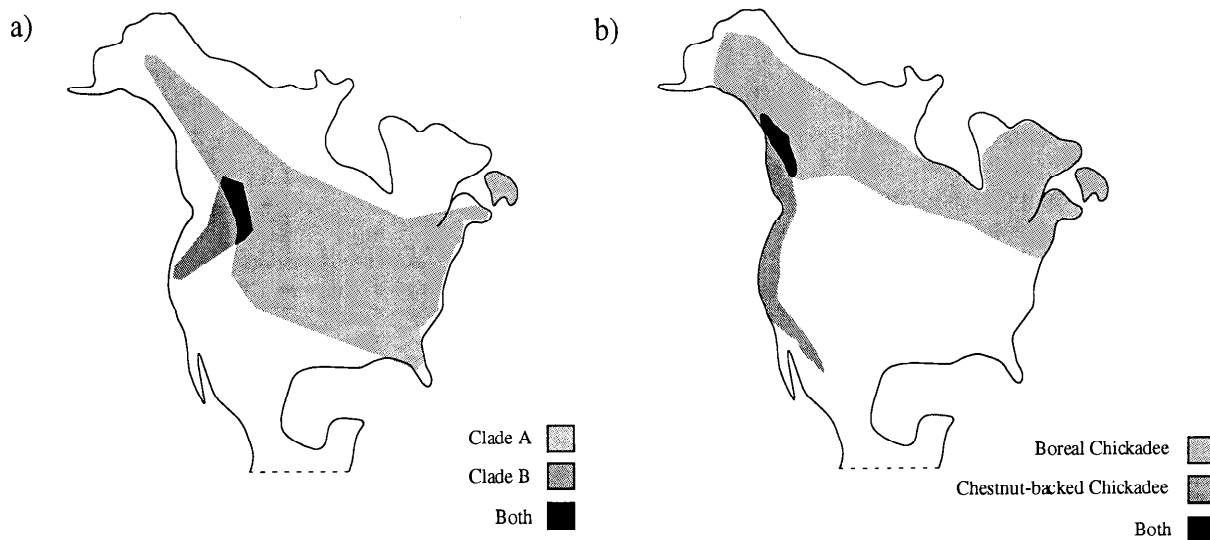 a)
Clade A
Clade B
Both
b)
Boreal Chickadee
Chestnut-backed Chickadee
Both